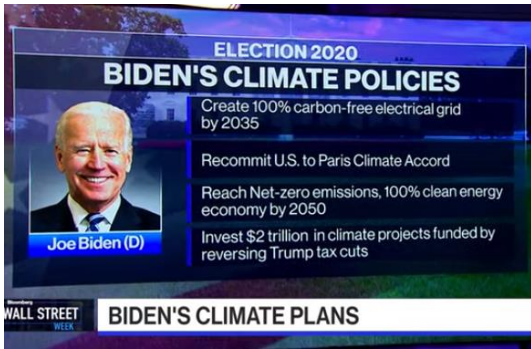 ELECTION 2020
BIDEN'S CLIMATE POLICIES
Create 100% carbon-free electrical grid
by 2035
Recommit U.S. to Paris Climate Accord
Reach Net-zero emissions, 100% clean energy
economy by 2050
Invest $2 trillion in climate projects funded by
reversing Trump tax cuts
Joe Biden (D)
Bloomberg
WALL STREET
WEEK
BIDEN'S CLIMATE PLANS